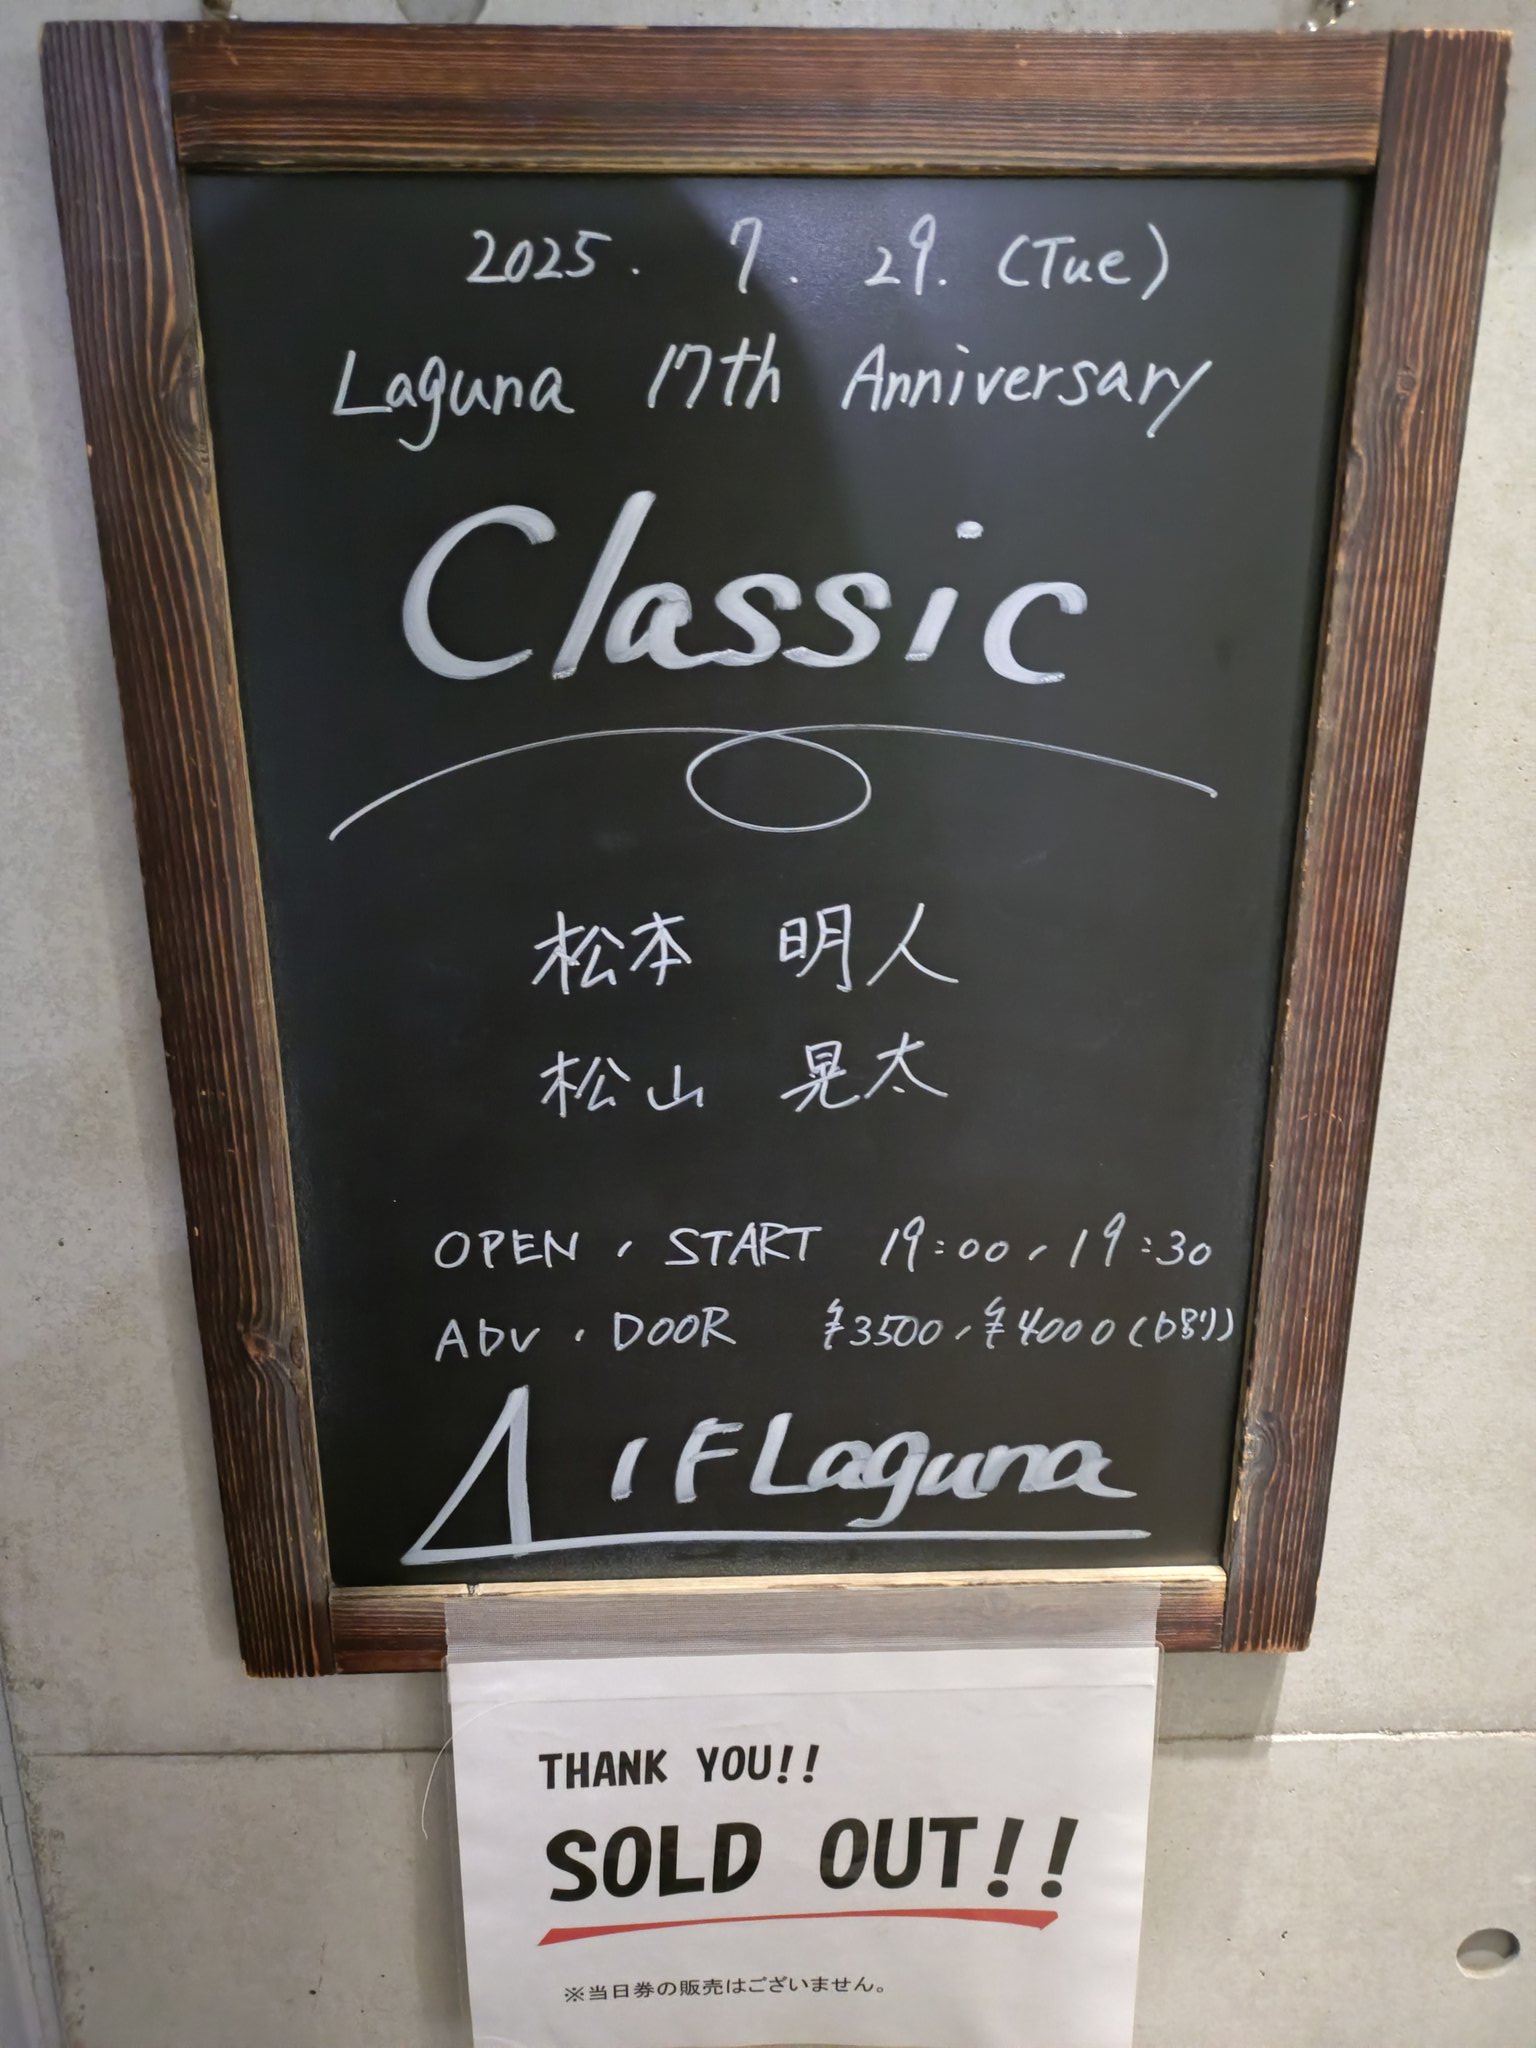 2025. 7. 29. (Tue)
Laguna 17th Anniversary
Classic
松本 明人
松山 晃太
OPEN, START 19:00, 19:30
ADV, DOOR ¥3500, ¥4000 (D別)
1F Laguna
THANK YOU!!
SOLD OUT!!
※当日券の販売はございません。